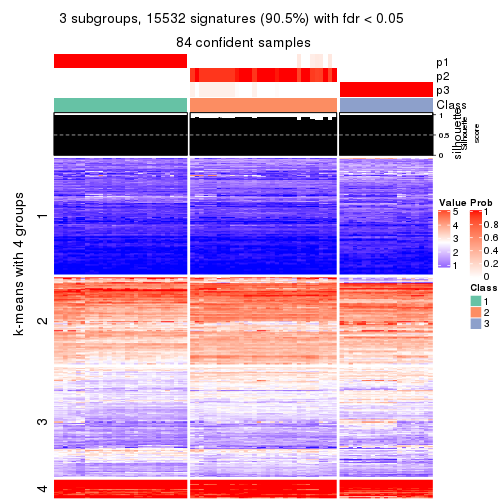 3 subgroups, 15532 signatures (90.5%) with fdr < 0.05
84 confident samples
p1
p2
p3
Class
silhouette
1
0.5
0
silhouette
score
k-means with 4 groups
1
2
3
4
Value
5
4
3
2
1
Prob
1
0.8
0.6
0.4
0.2
0
Class
1
2
3